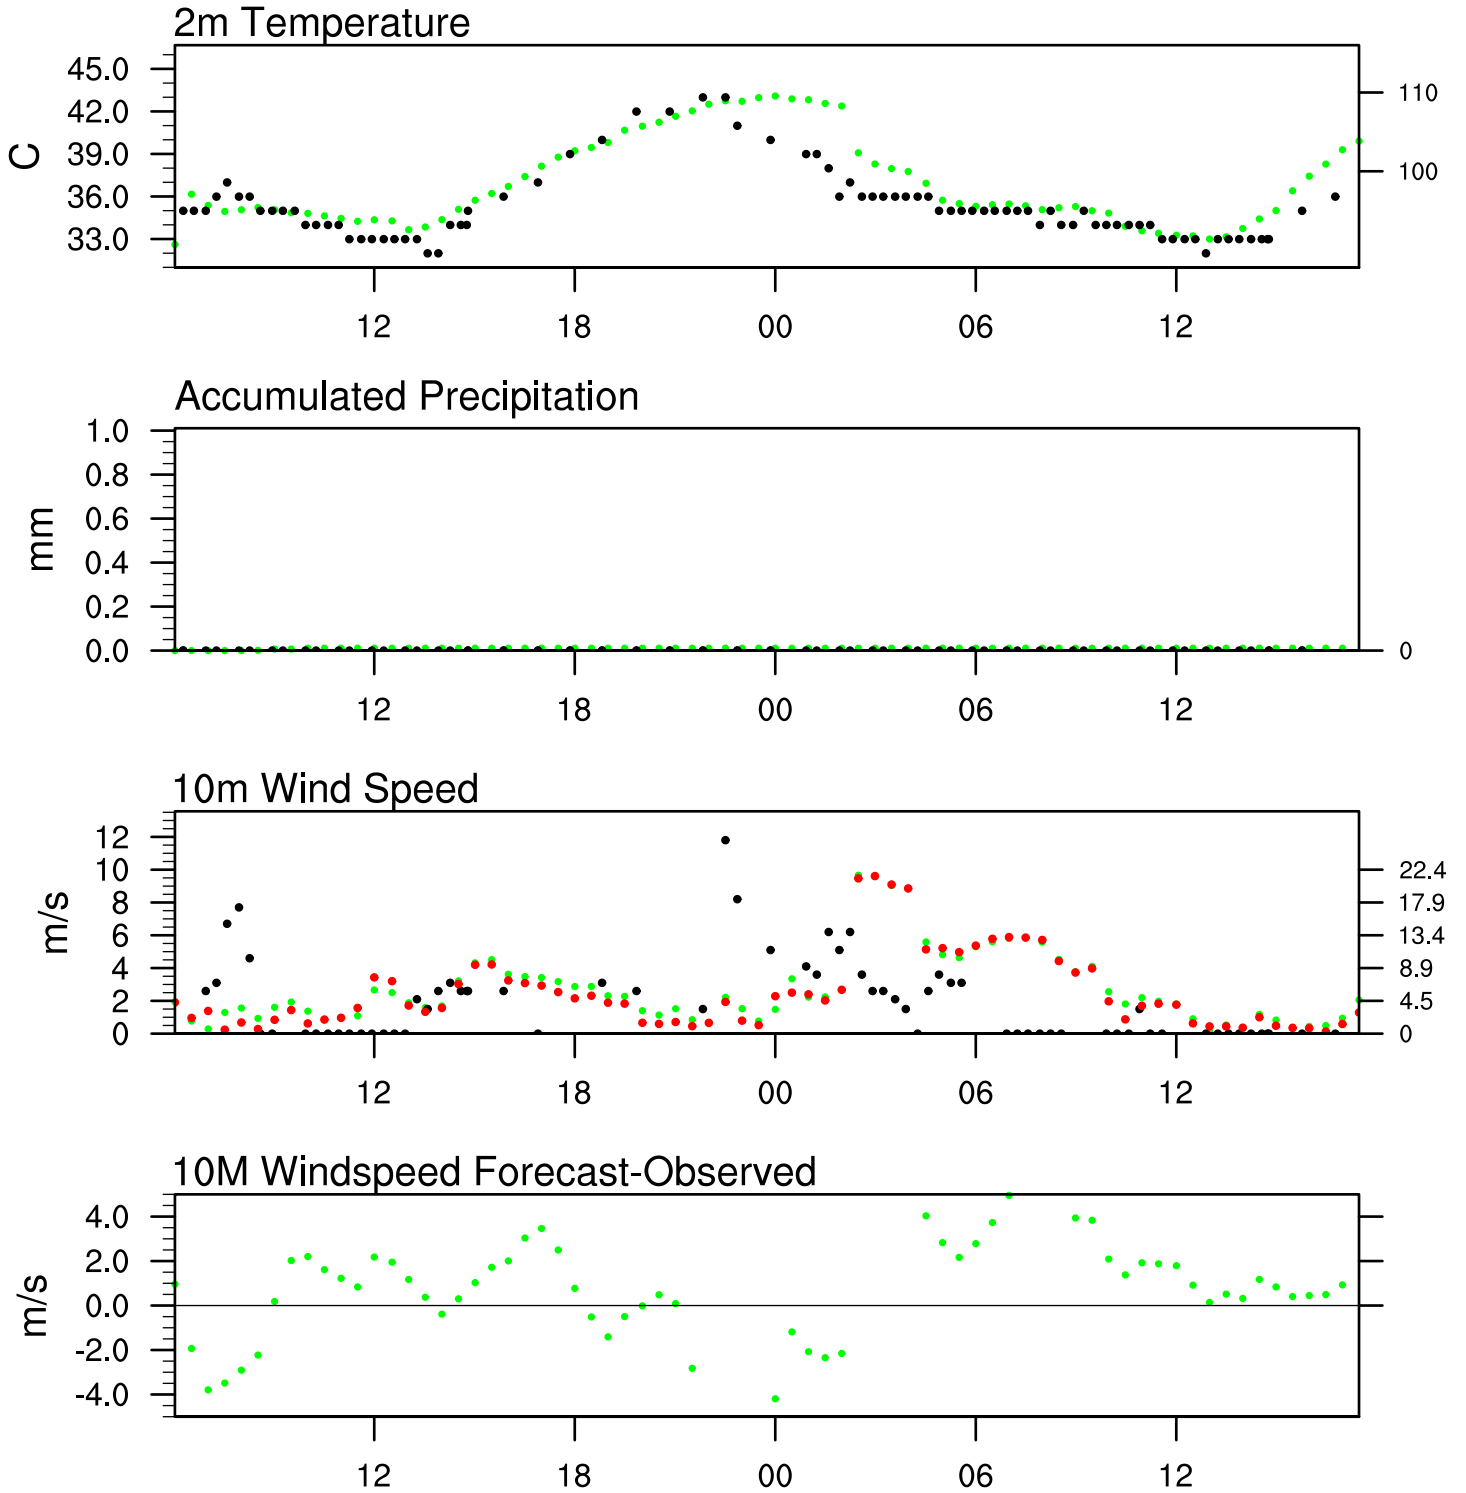 2m Temperature
45.0
42.0
39.0
36.0
33.0
C
110
100
12 18 00 06 12
Accumulated Precipitation
1.0
0.8
0.6
0.4
0.2
0.0
mm
0
12 18 00 06 12
10m Wind Speed
12
10
8
6
4
2
0
m/s
22.4
17.9
13.4
8.9
4.5
0
12 18 00 06 12
10M Windspeed Forecast-Observed
4.0
2.0
0.0
-2.0
-4.0
m/s
12 18 00 06 12